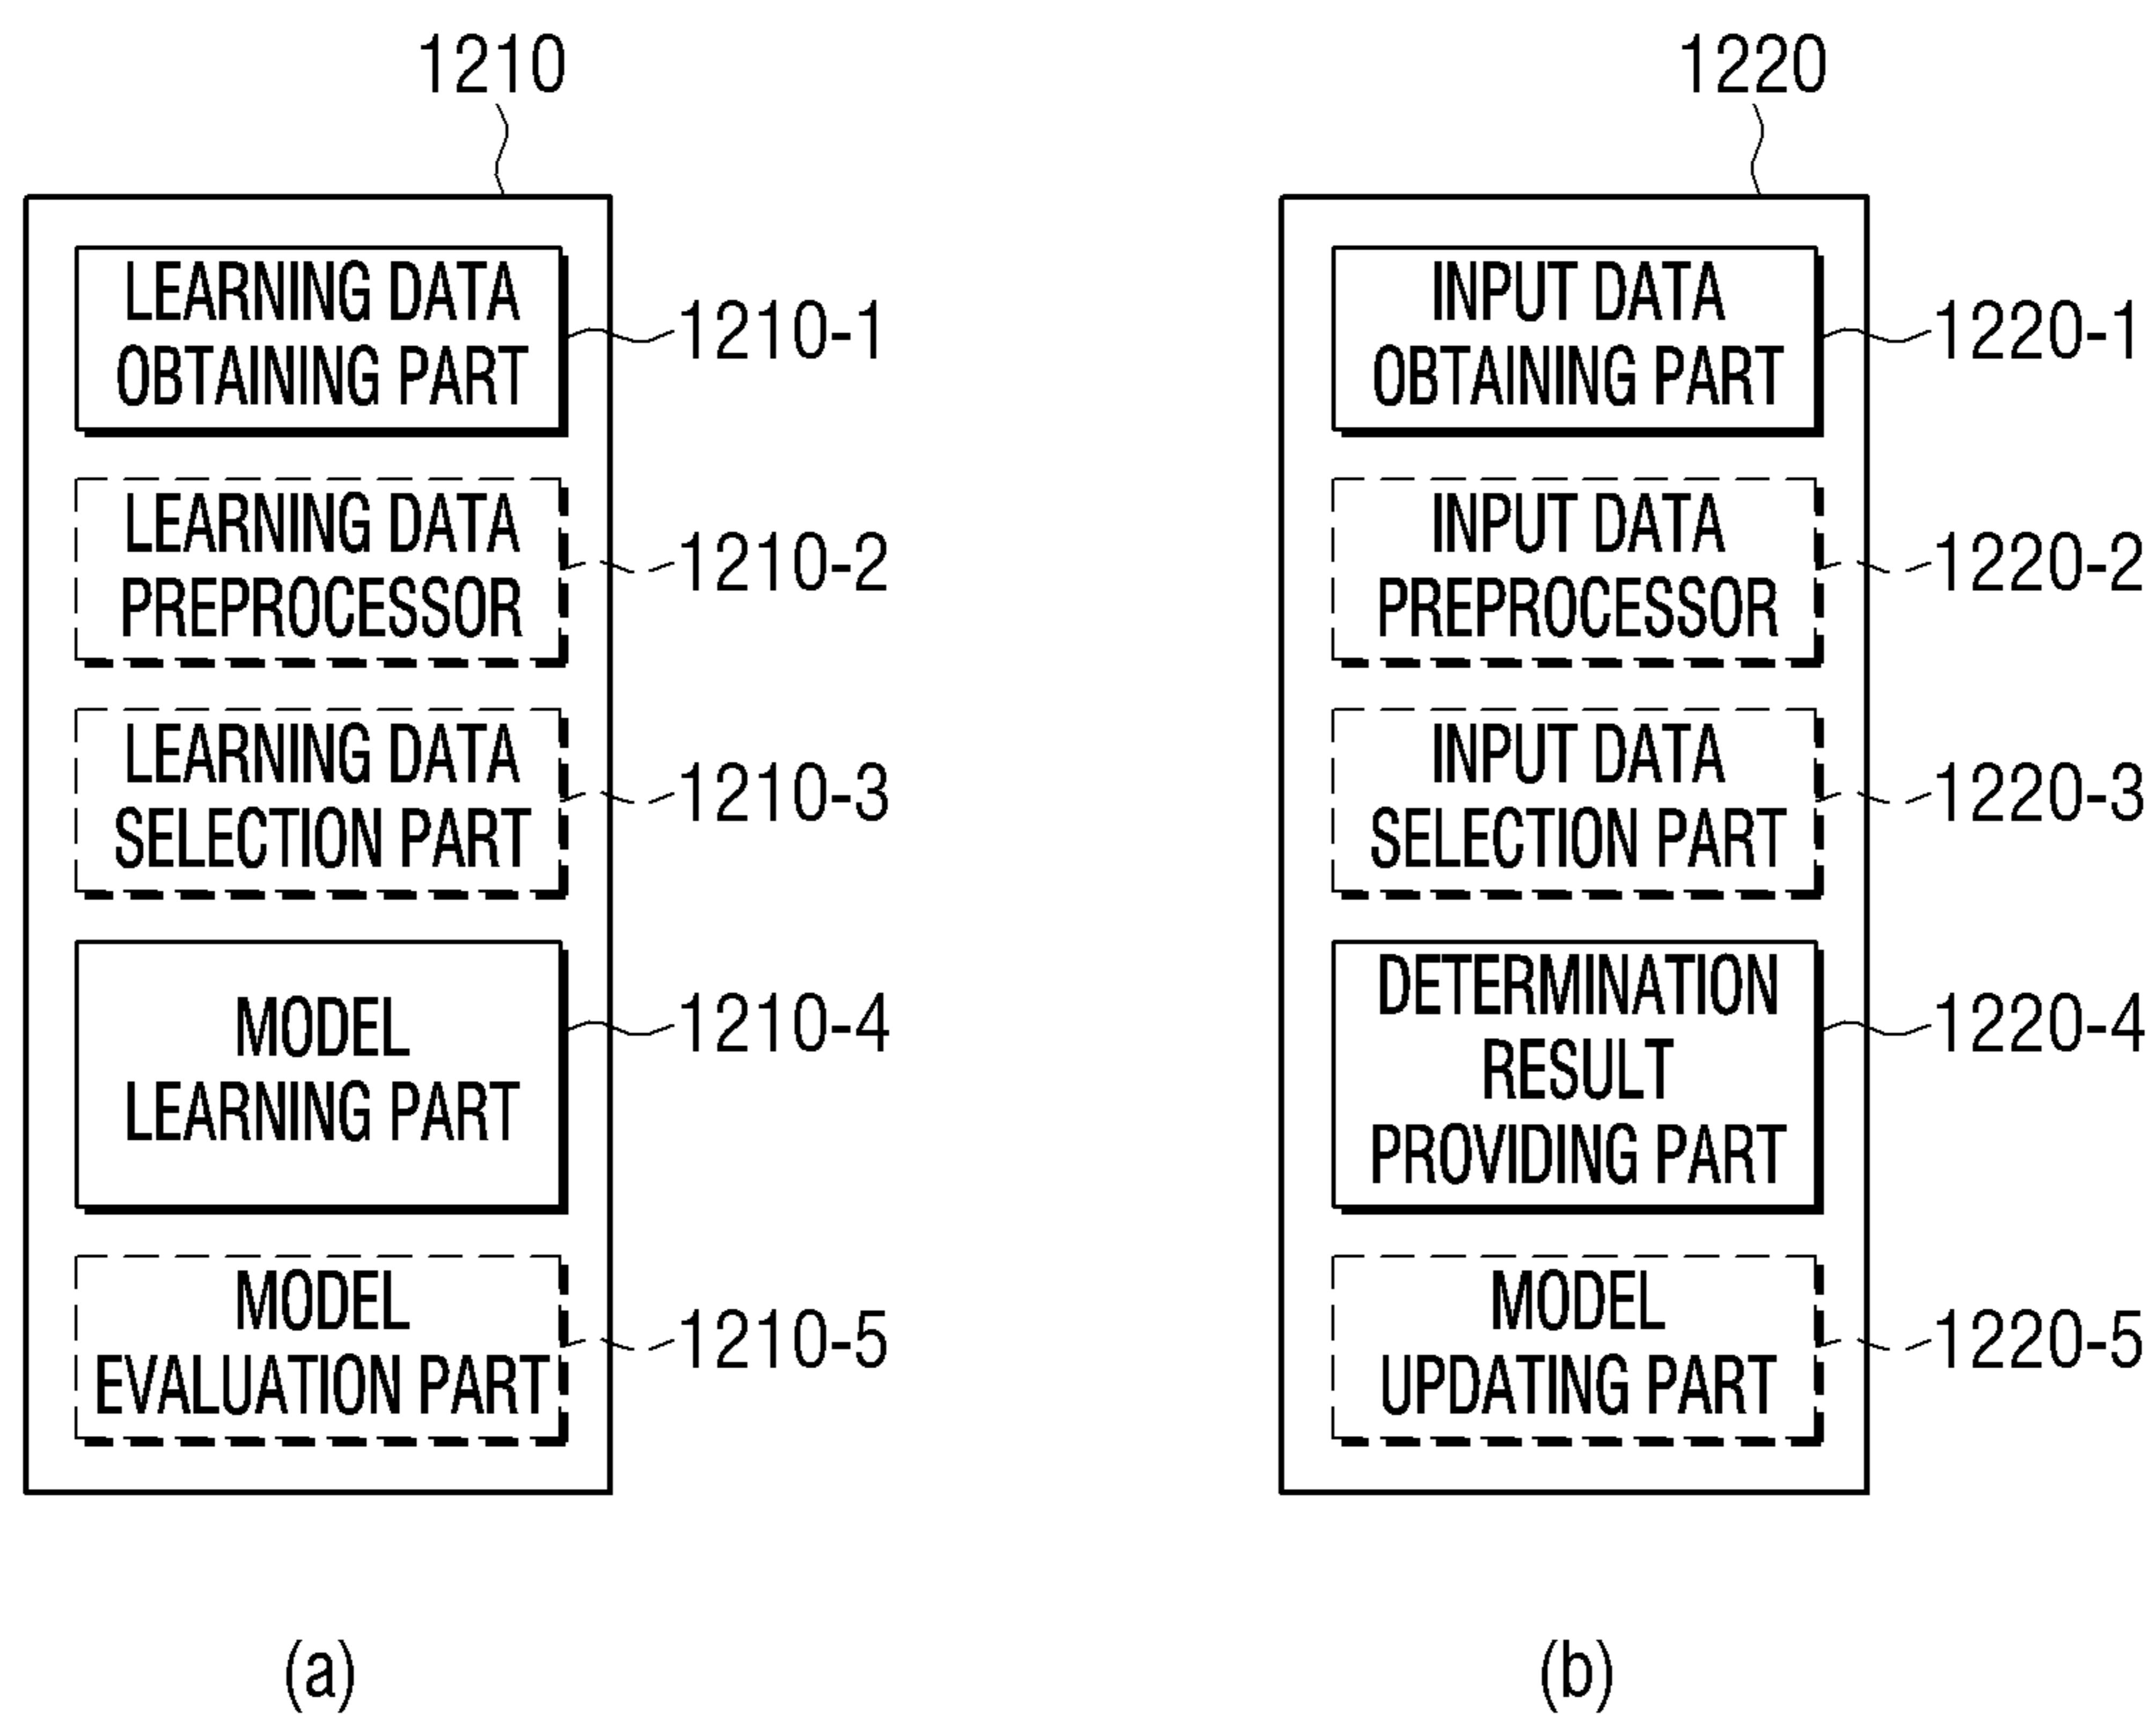 1210
LEARNING DATA
OBTAINING PART
1210-1
LEARNING DATA
PREPROCESSOR
1210-2
LEARNING DATA
SELECTION PART
1210-3
MODEL
LEARNING PART
1210-4
MODEL
EVALUATION PART
1210-5
(a)
1220
INPUT DATA
OBTAINING PART
1220-1
INPUT DATA
PREPROCESSOR
1220-2
INPUT DATA
SELECTION PART
1220-3
DETERMINATION
RESULT
PROVIDING PART
1220-4
MODEL
UPDATING PART
1220-5
(b)